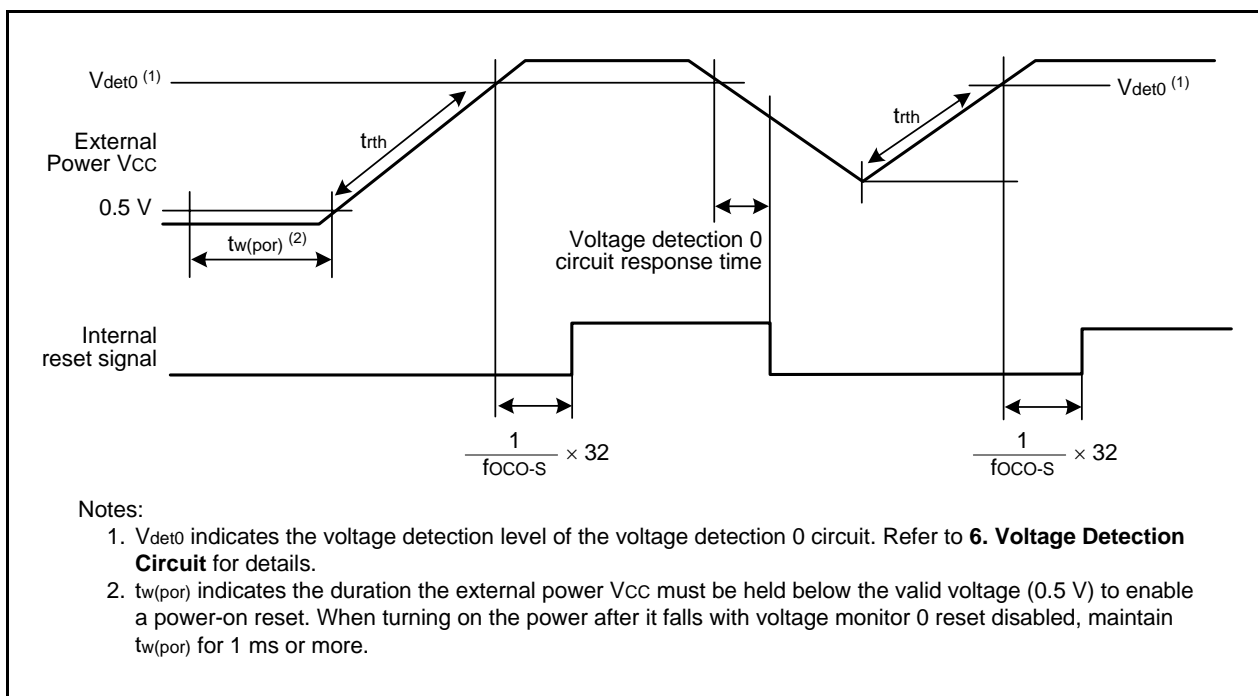 Vdet0 (1)
Vdet0 (1)
trth
trth
External
Power VCC
0.5 V
tw(por) (2)
Voltage detection 0
circuit response time
Internal
reset signal
1
fOCO-S
× 32
1
fOCO-S
× 32
Notes:
1. Vdet0 indicates the voltage detection level of the voltage detection 0 circuit. Refer to 6. Voltage Detection
Circuit for details.
2. tw(por) indicates the duration the external power VCC must be held below the valid voltage (0.5 V) to enable
a power-on reset. When turning on the power after it falls with voltage monitor 0 reset disabled, maintain
tw(por) for 1 ms or more.